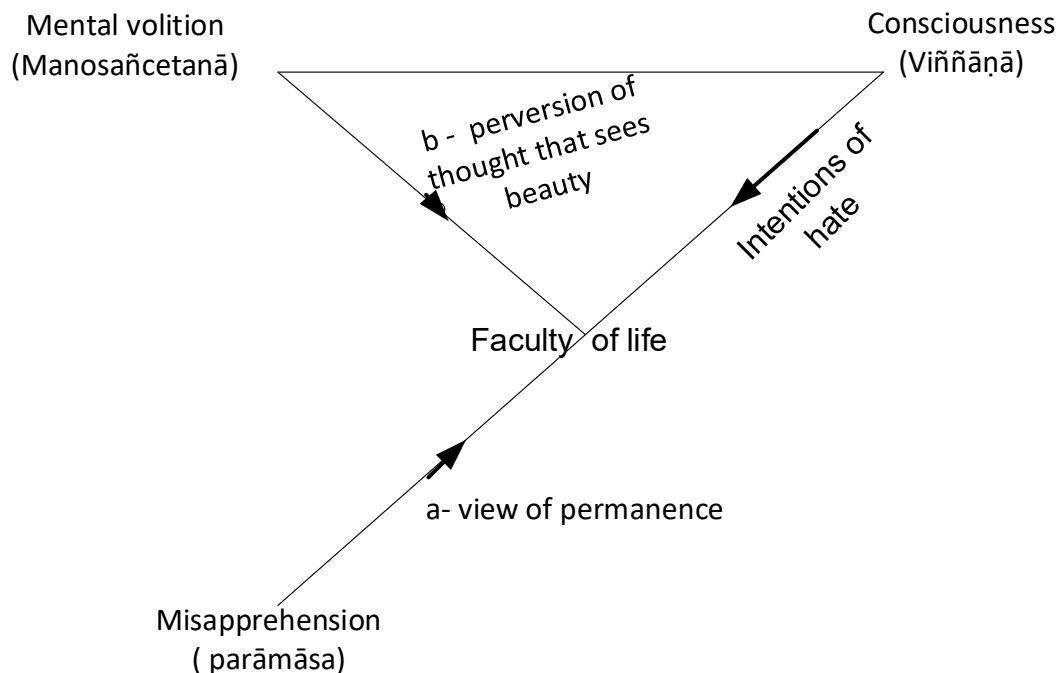 Mental volition
(Manosañcetanā)
Consciousness
(Viññāṇā)
b - perversion of
thought that sees
beauty
Intentions of
hate
Faculty of life
a- view of permanence
Misapprehension
( parāmāsa)